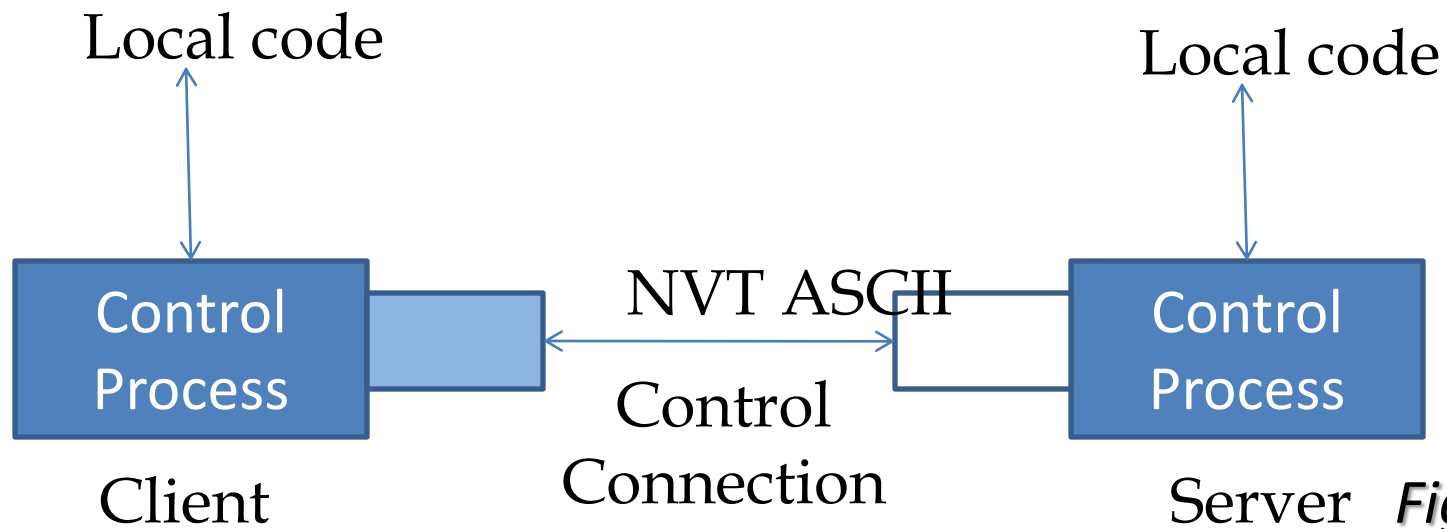 Local code
Local code
NVT ASCII
Control
Process
Control
Process
Control
Connection
Client
Server